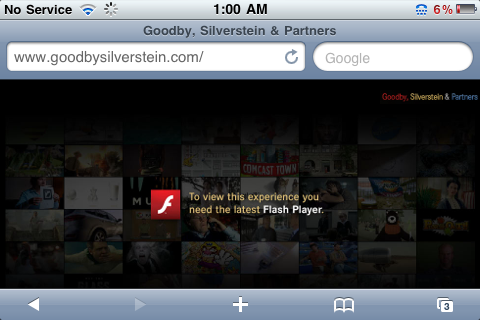 No Service 1:00 AM 6%
Goodby, Silverstein & Partners
www.goodbysilverstein.com/ Google
Goodby, Silverstein & Partners
COMCAST TOWN
MU
To view this experience you
need the latest Flash Player.
3